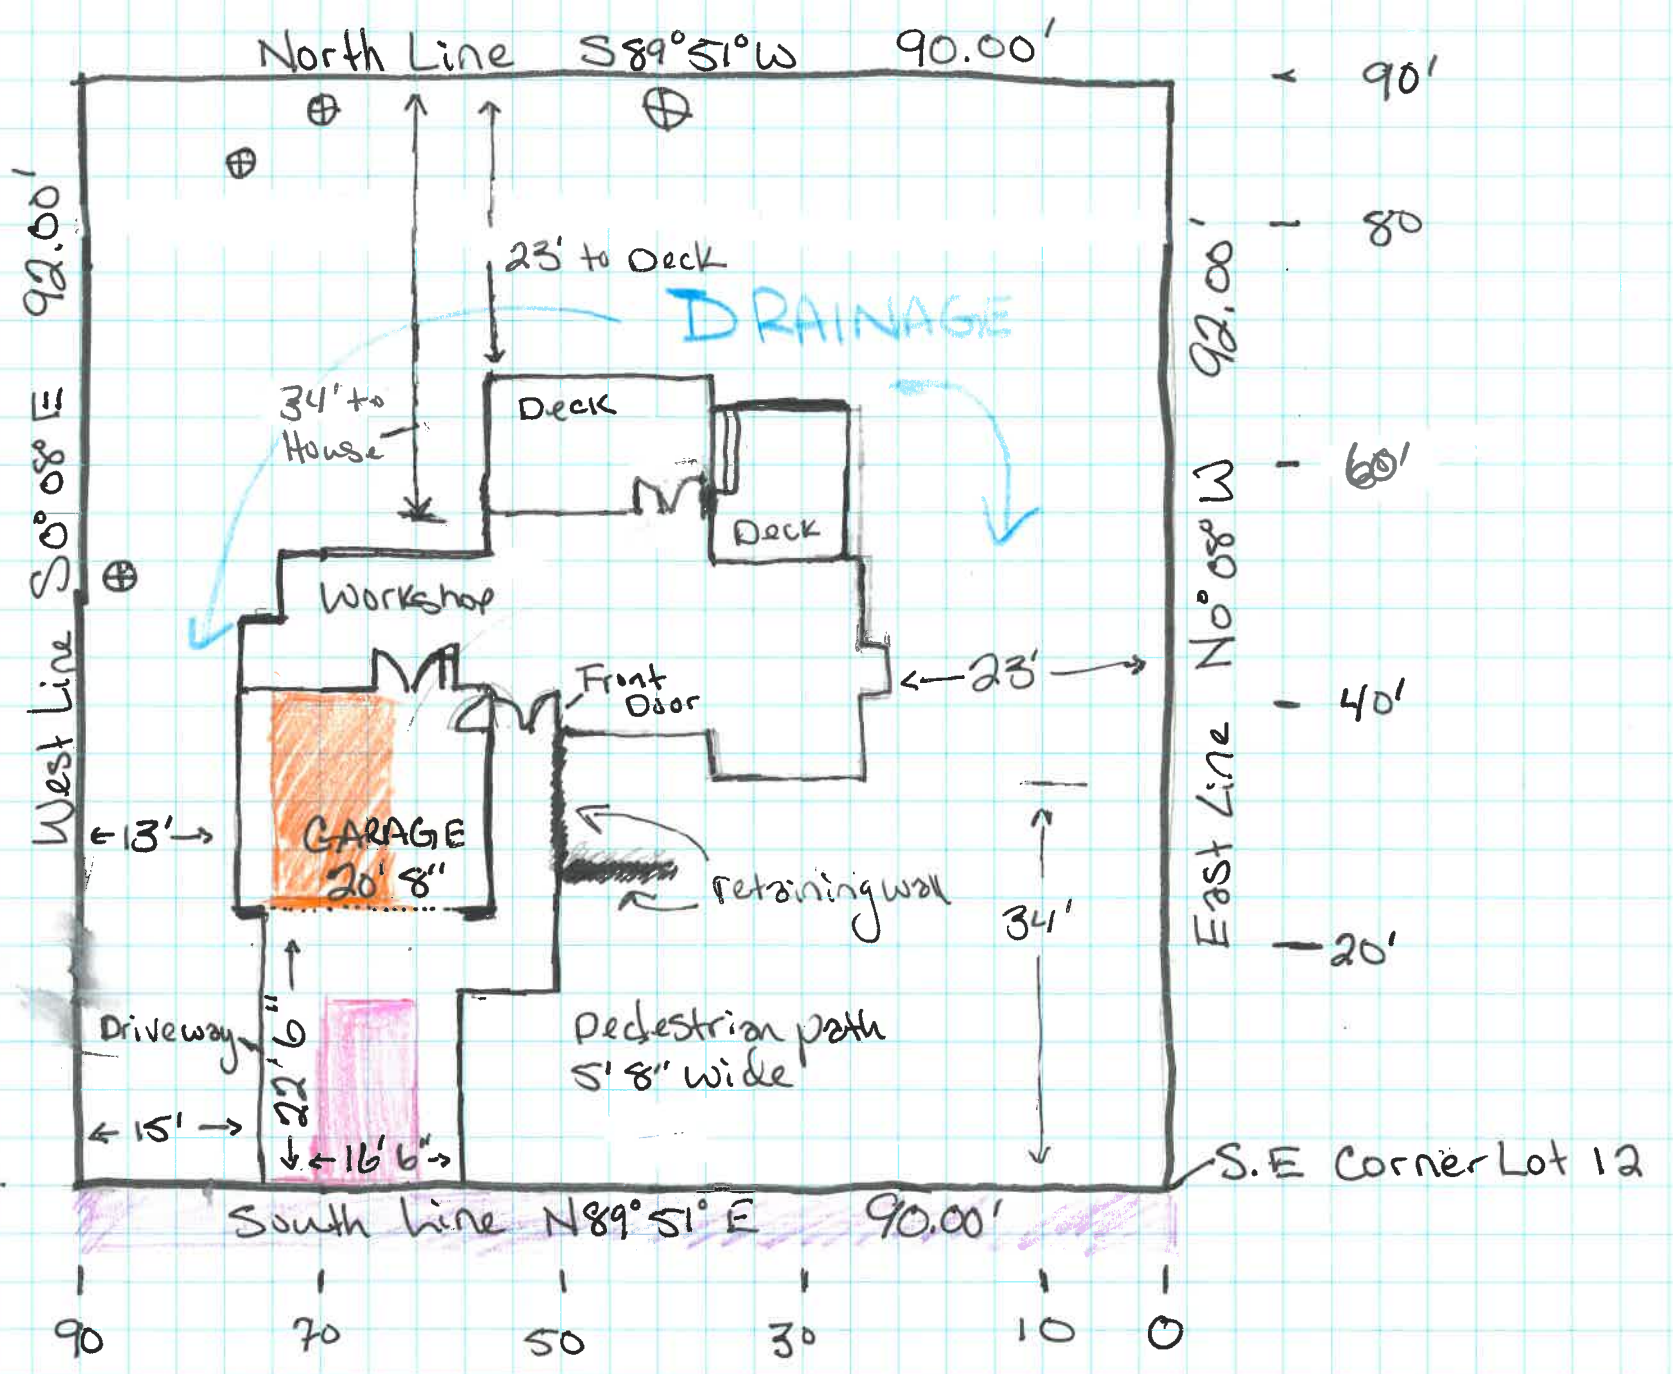 North Line S89°51°W 90.00'
90'
80
60'
40'
20'
West Line S0°08°E 92.00'
East Line N0°08°W 92.00'
23' to Deck
DRAINAGE
34' to
House
Deck
Deck
Workshop
Front
Door
← 23' →
← 13' →
GARAGE
20' 8"
retaining wall
34'
Driveway
22' 6"
Pedestrian path
5' 8" wide
← 15' →
← 16' 6" →
S.E Corner Lot 12
South Line N89°51°E 90.00'
90 70 50 30 10 0